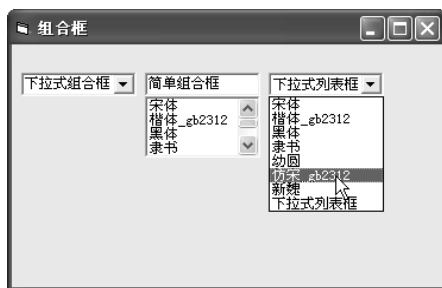 组合框
下拉式组合框 简单组合框 下拉式列表框
宋体
楷体_gb2312
黑体
隶书
宋体
楷体_gb2312
黑体
隶书
幼圆
仿宋_gb2312
新魏
下拉式列表框